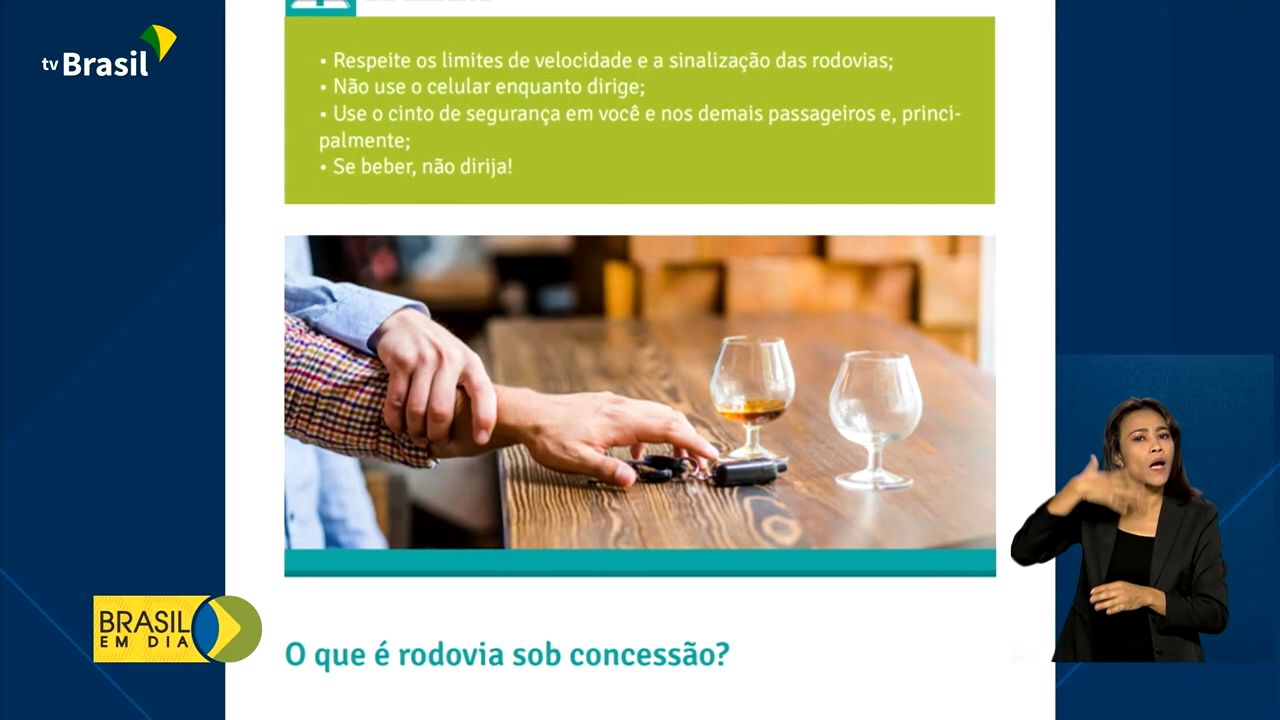 tv Brasil
• Respeite os limites de velocidade e a sinalização das rodovias;
• Não use o celular enquanto dirige;
• Use o cinto de segurança em você e nos demais passageiros e, princi-
palmente;
• Se beber, não dirija!
BRASIL
EM DIA
O que é rodovia sob concessão?